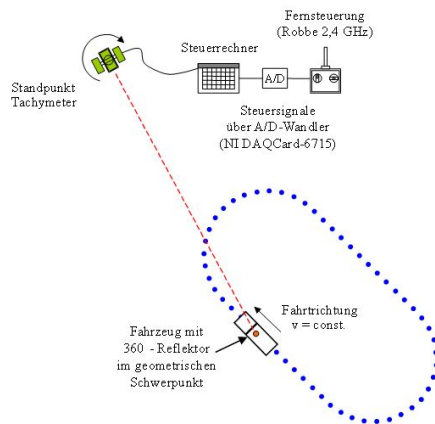 Fernsteuerung
(Robbe 2,4 GHz)
Steuerrechner
A/D
Standpunkt
Tachymeter
Steuersignale
über A/D-Wandler
(NI DAQCard-6715)
Fahrtrichtung
v = const.
Fahrzeug mit
360 - Reflektor
im geometrischen
Schwerpunkt